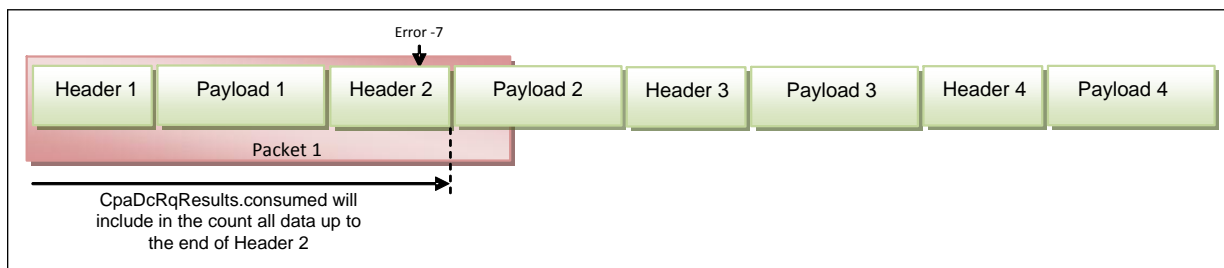 Error -7
Header 1
Payload 1
Header 2
Payload 2
Header 3
Payload 3
Header 4
Payload 4
Packet 1
CpaDcRqResults.consumed will
include in the count all data up to
the end of Header 2